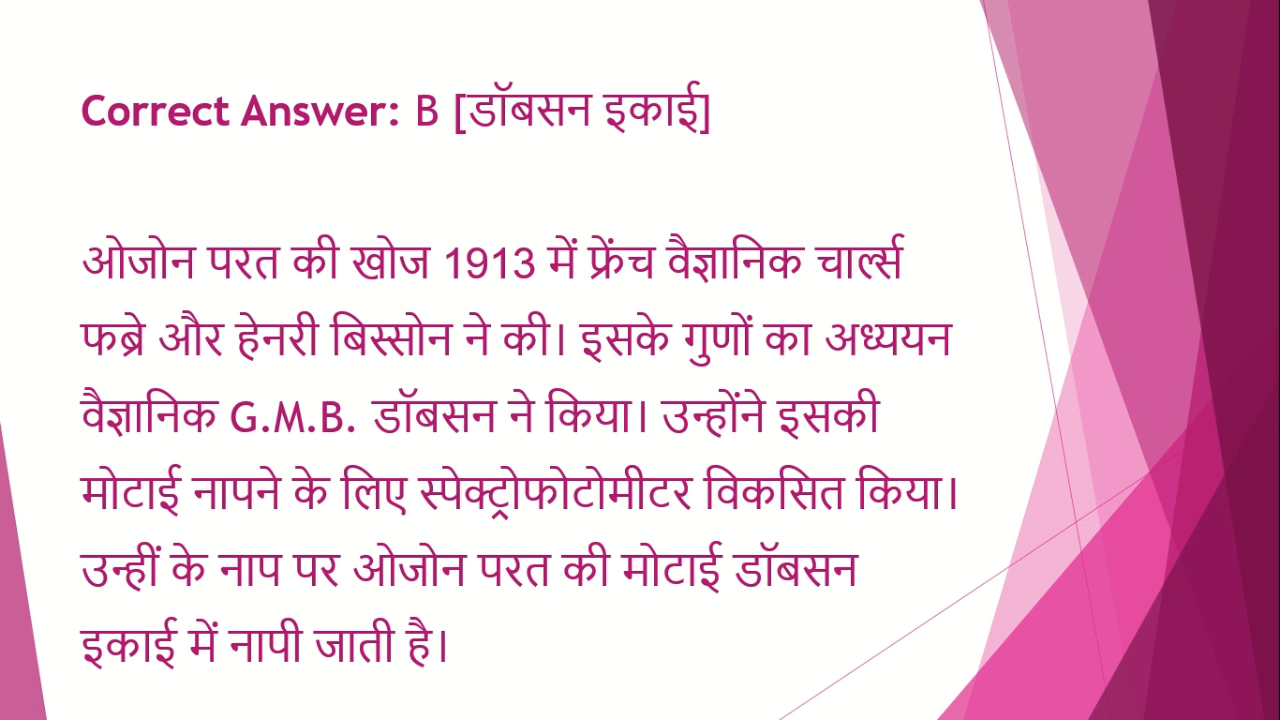 Correct Answer: B [डॉबसन इकाई]
ओजोन परत की खोज 1913 में फ्रेंच वैज्ञानिक चार्ल्स
फब्रे और हेनरी बिस्सोन ने की। इसके गुणों का अध्ययन
वैज्ञानिक G.M.B. डॉबसन ने किया। उन्होंने इसकी
मोटाई नापने के लिए स्पेक्ट्रोफोटोमीटर विकसित किया।
उन्हीं के नाप पर ओजोन परत की मोटाई डॉबसन
इकाई में नापी जाती है।